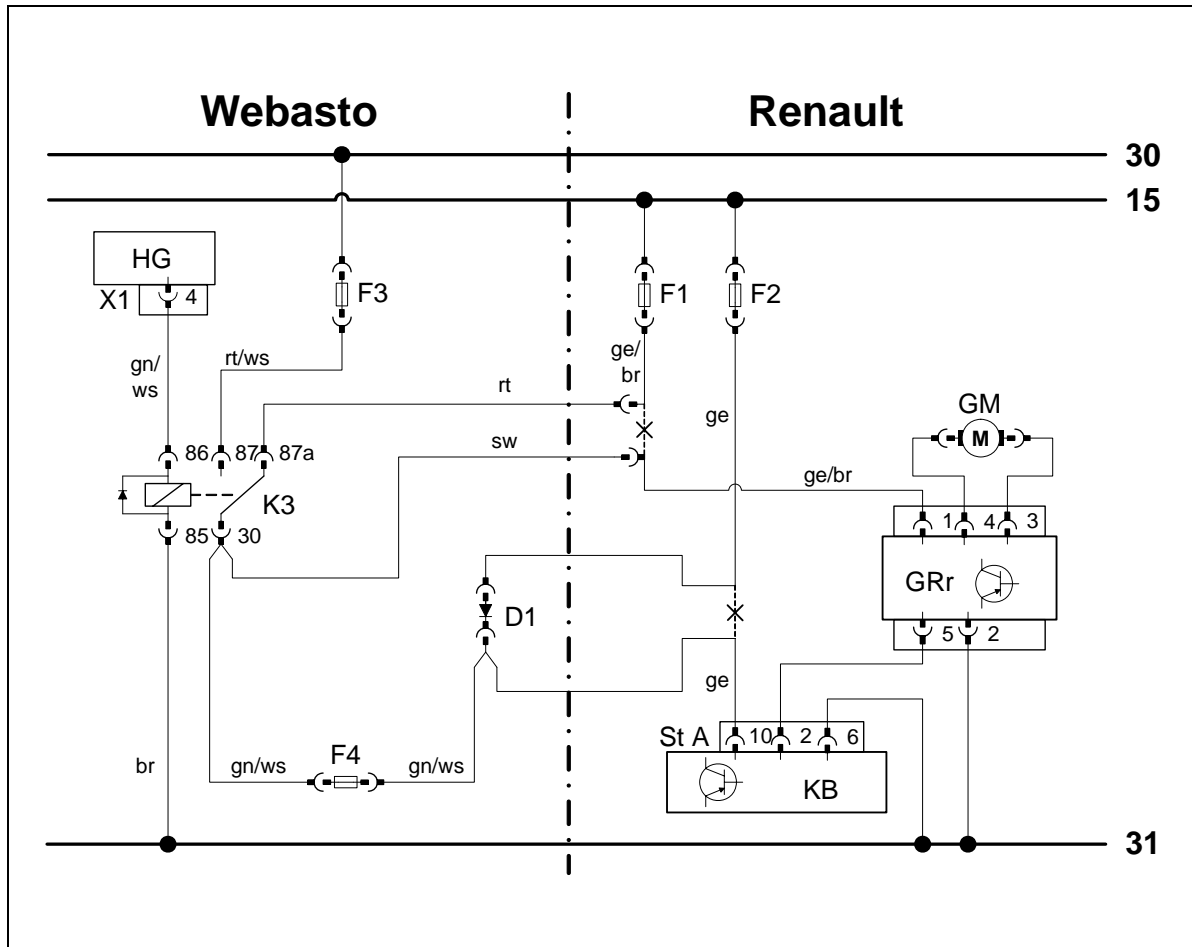 Webasto
Renault
30
15
HG
X1
4
F3
F1
F2
gn/
ws
rt/ws
ge/
br
rt
ge
GM
M
sw
86
87
87a
ge/br
K3
85
30
1
4
3
GRr
D1
5
2
ge
St A
10
2
6
F4
br
gn/ws
gn/ws
KB
31